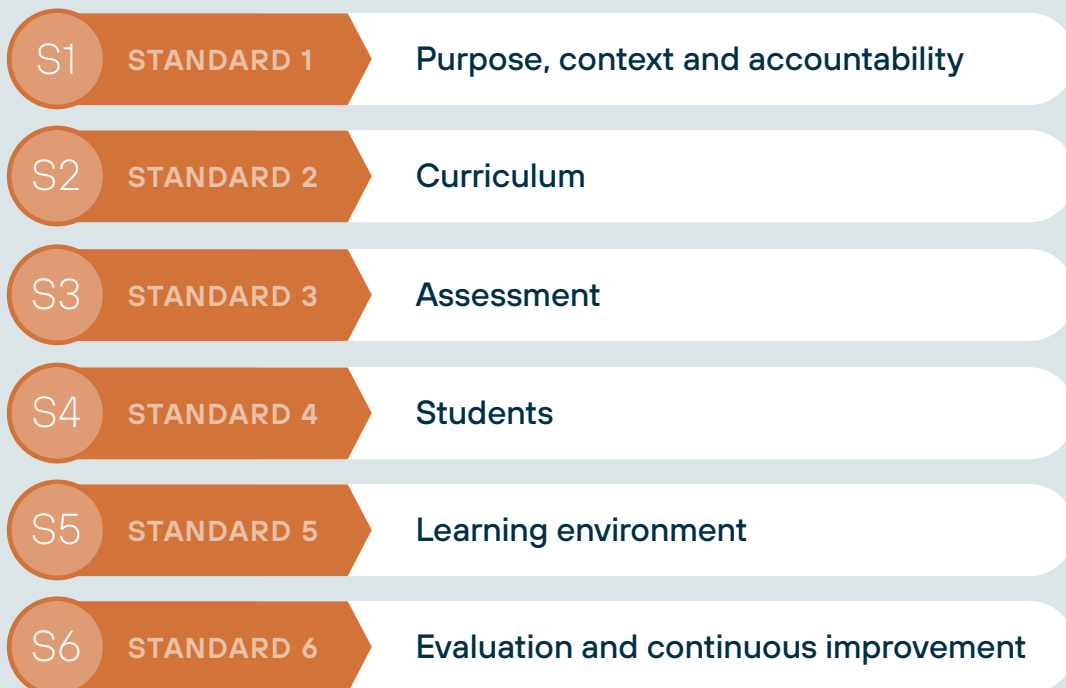 S1 STANDARD 1 Purpose, context and accountability
S2 STANDARD 2 Curriculum
S3 STANDARD 3 Assessment
S4 STANDARD 4 Students
S5 STANDARD 5 Learning environment
S6 STANDARD 6 Evaluation and continuous improvement